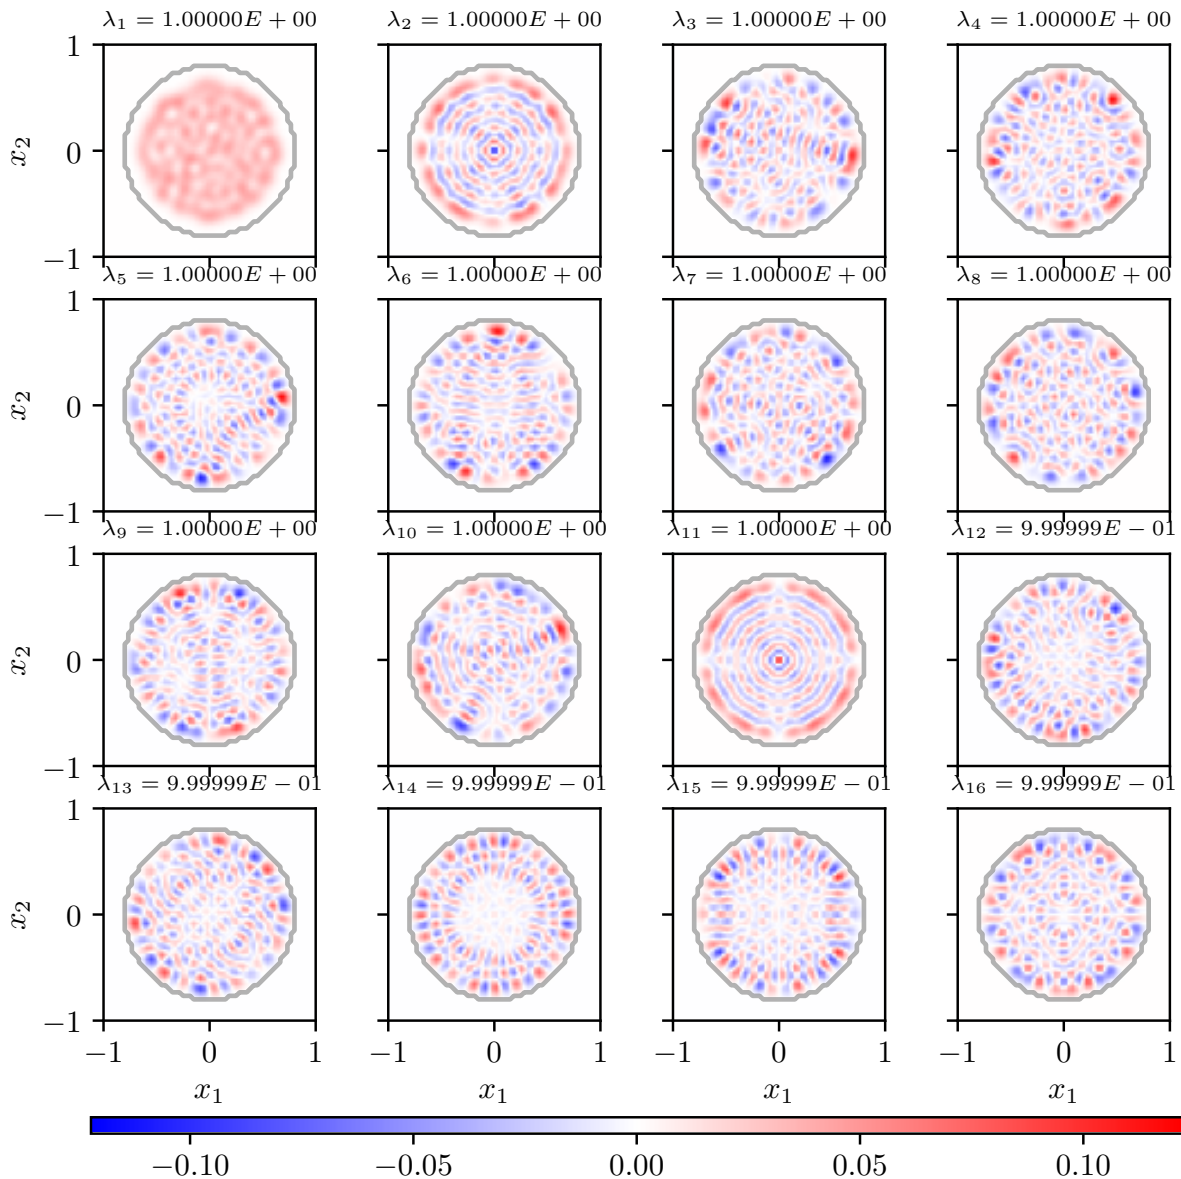 λ₁ = 1.00000E + 00 λ₂ = 1.00000E + 00 λ₃ = 1.00000E + 00 λ₄ = 1.00000E + 00
1
x₂ 0
−1
λ₅ = 1.00000E + 00 λ₆ = 1.00000E + 00 λ₇ = 1.00000E + 00 λ₈ = 1.00000E + 00
1
x₂ 0
−1
λ₉ = 1.00000E + 00 λ₁₀ = 1.00000E + 00 λ₁₁ = 1.00000E + 00 λ₁₂ = 9.99999E − 01
1
x₂ 0
−1
λ₁₃ = 9.99999E − 01 λ₁₄ = 9.99999E − 01 λ₁₅ = 9.99999E − 01 λ₁₆ = 9.99999E − 01
1
x₂ 0
−1
−1 0 1 −1 0 1 −1 0 1 −1 0 1
x₁ x₁ x₁ x₁
−0.10 −0.05 0.00 0.05 0.10